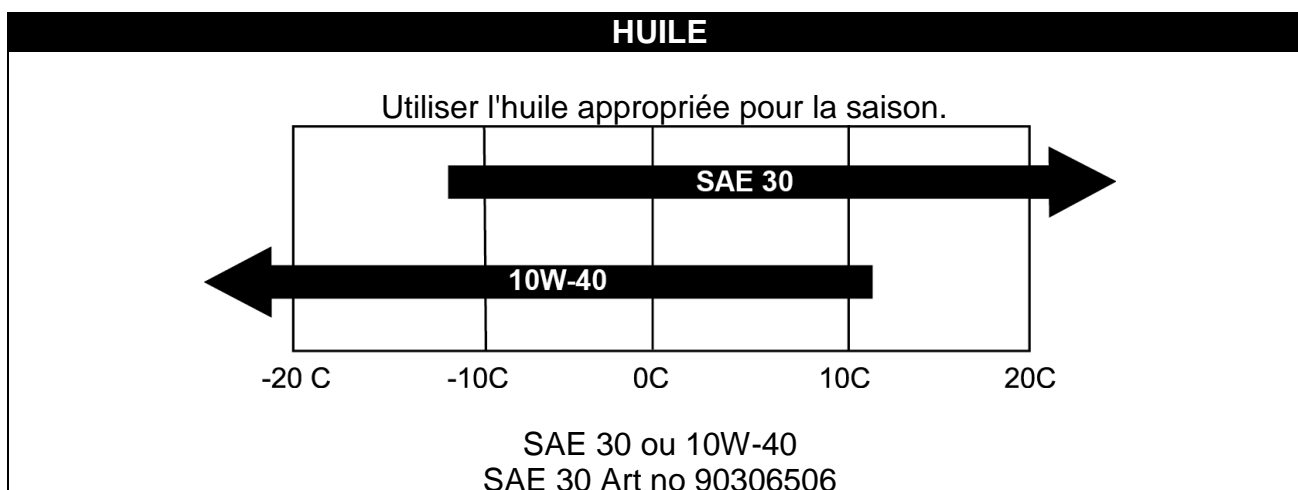 HUILE
Utiliser l'huile appropriée pour la saison.
SAE 30
10W-40
-20 C -10C 0C 10C 20C
SAE 30 ou 10W-40
SAE 30 Art no 90306506